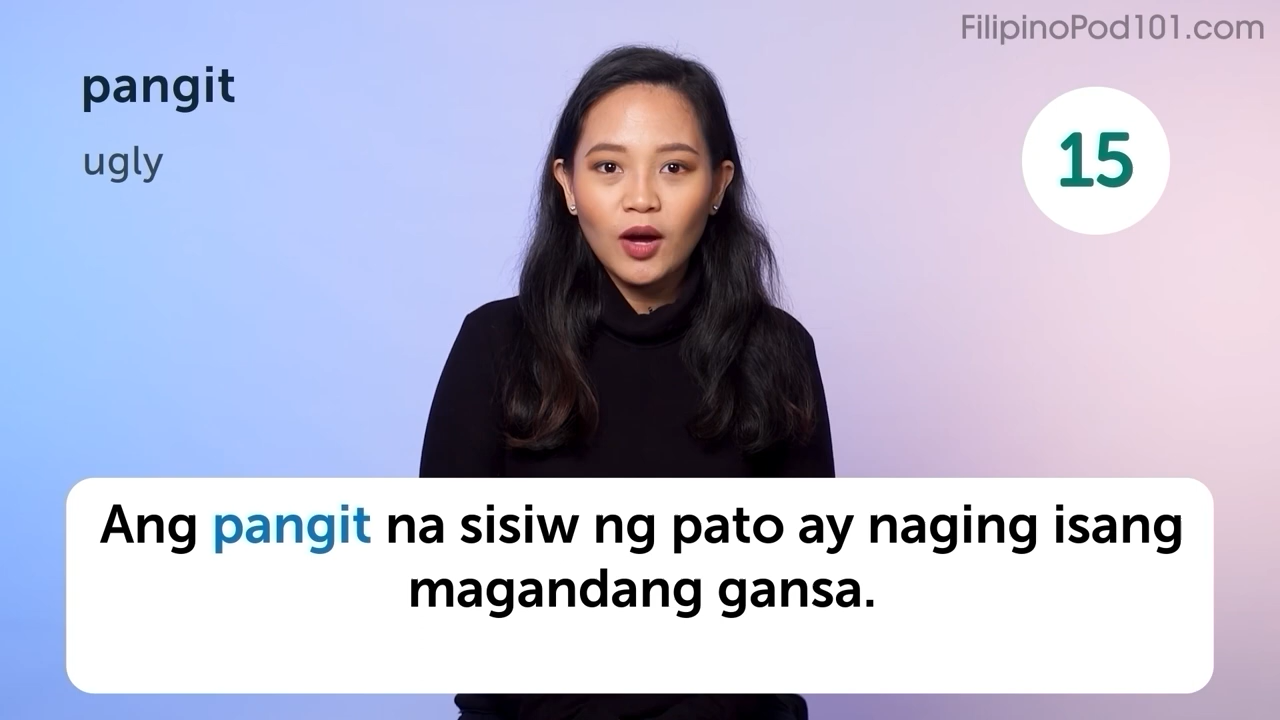 FilipinoPod101.com
pangit
ugly
15
Ang pangit na sisiw ng pato ay naging isang
magandang gansa.